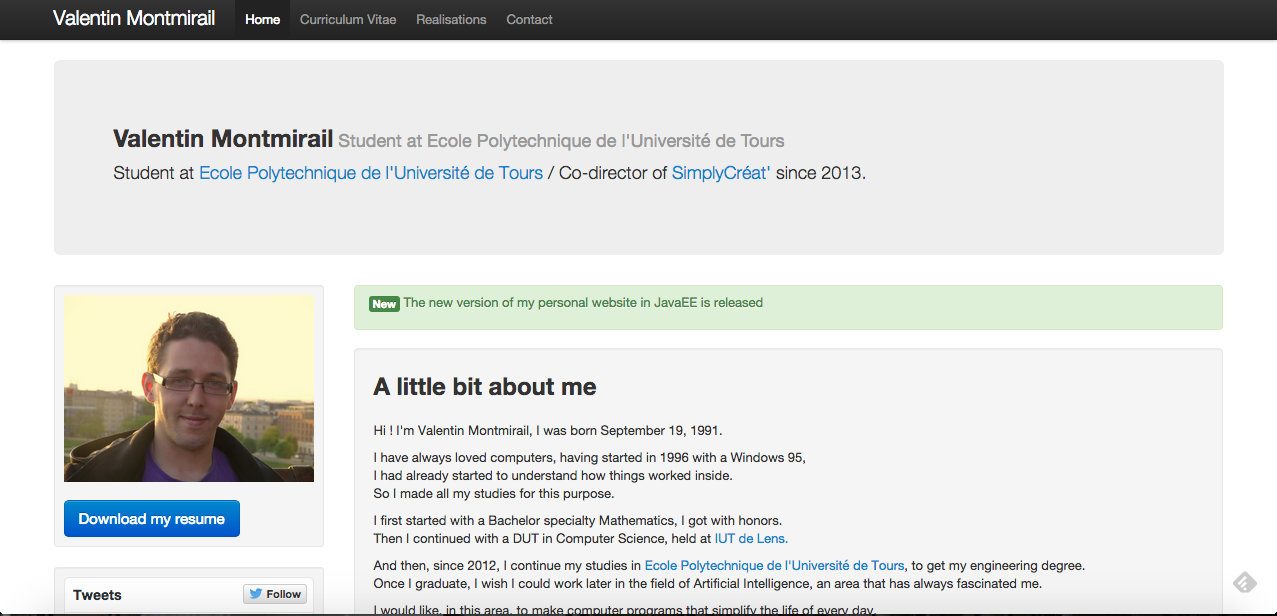 Valentin Montmirail Home Curriculum Vitae Realisations Contact
Valentin Montmirail Student at Ecole Polytechnique de l'Université de Tours
Student at Ecole Polytechnique de l'Université de Tours / Co-director of SimplyCréat' since 2013.
Download my resume
Tweets Follow
New The new version of my personal website in JavaEE is released
A little bit about me
Hi ! I'm Valentin Montmirail, I was born September 19, 1991.
I have always loved computers, having started in 1996 with a Windows 95,
I had already started to understand how things worked inside.
So I made all my studies for this purpose.
I first started with a Bachelor specialty Mathematics, I got with honors.
Then I continued with a DUT in Computer Science, held at IUT de Lens.
And then, since 2012, I continue my studies in Ecole Polytechnique de l'Université de Tours, to get my engineering degree.
Once I graduate, I wish I could work later in the field of Artificial Intelligence, an area that has always fascinated me.
I would like, in this area, to make computer programs that simplify the life of every day.